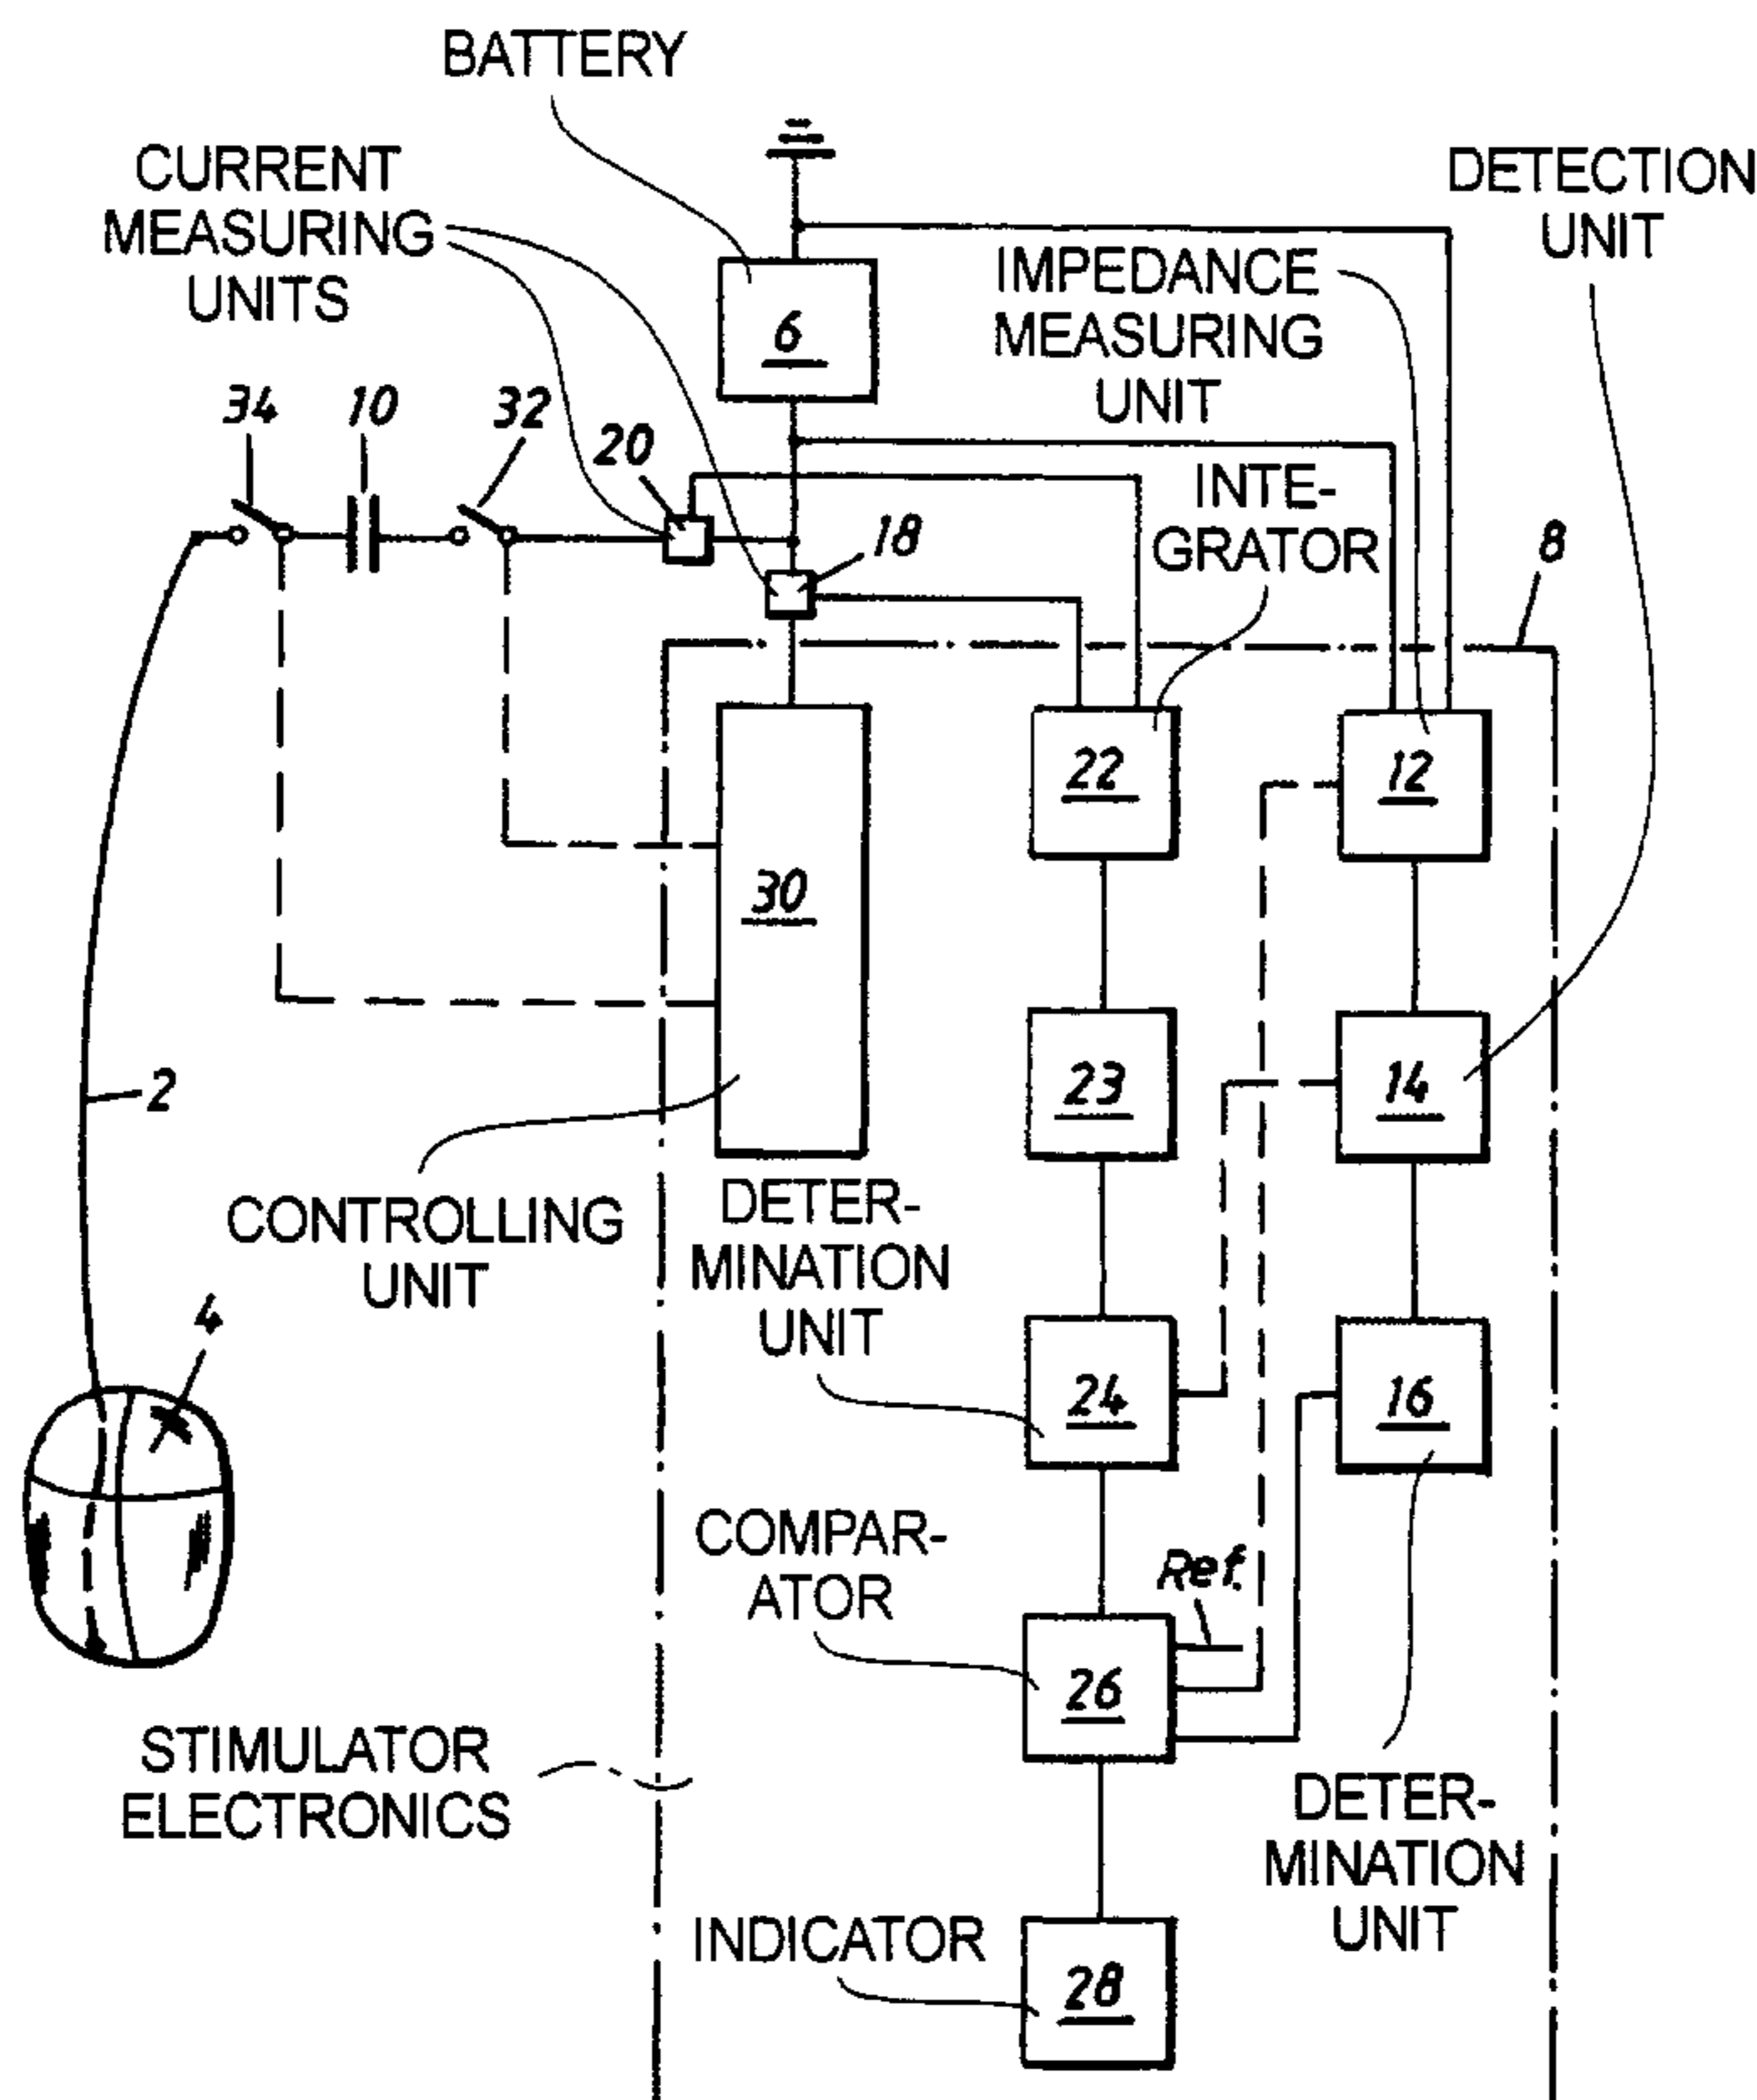 BATTERY
CURRENT
MEASURING
UNITS
DETECTION
UNIT
IMPEDANCE
MEASURING
UNIT
6
34
10
32
20
INTE-
GRATOR
18
8
22
12
30
23
14
2
CONTROLLING
UNIT
DETER-
MINATION
UNIT
4
24
16
COMPAR-
ATOR
Ref.
26
STIMULATOR
ELECTRONICS
DETER-
MINATION
UNIT
INDICATOR
28